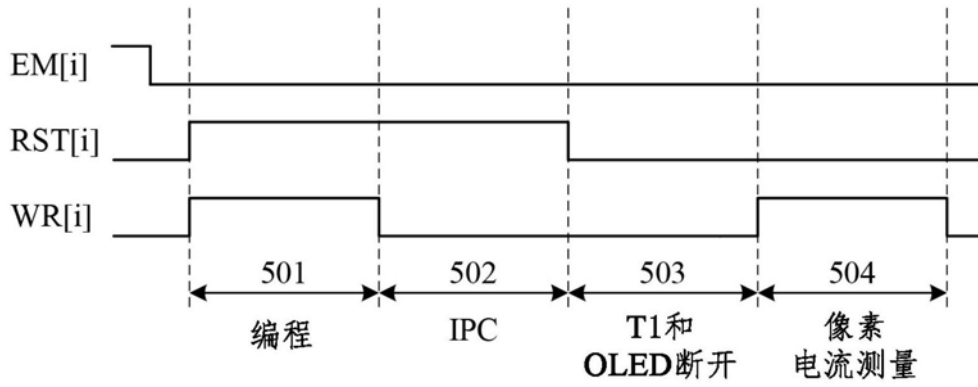 EM[i]
RST[i]
WR[i]
501
502
503
504
编程
IPC
T1和
OLED断开
像素
电流测量